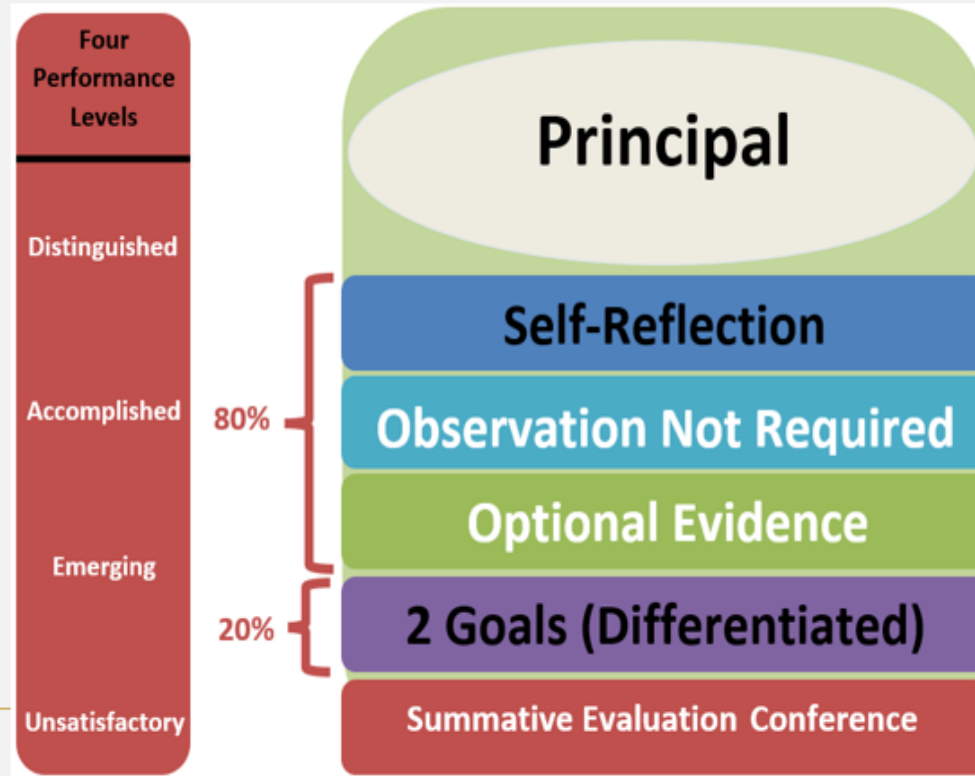 Four
Performance
Levels
Distinguished
Accomplished
Emerging
Unsatisfactory
80%
20%
Principal
Self-Reflection
Observation Not Required
Optional Evidence
2 Goals (Differentiated)
Summative Evaluation Conference